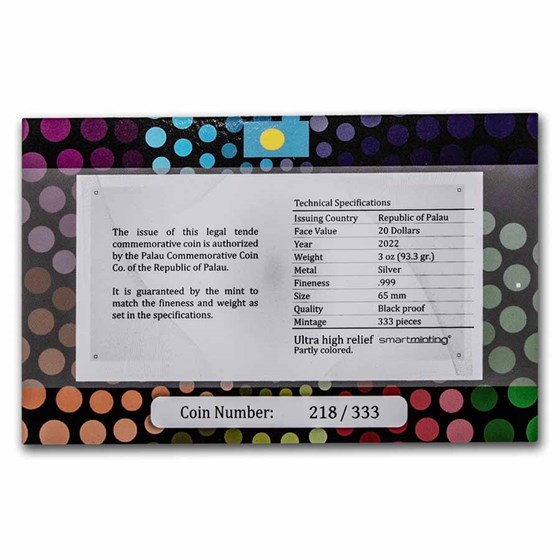 The issue of this legal tende
commemorative coin is authorized
by the Palau Commemorative Coin
Co. of the Republic of Palau.
It is guaranteed by the mint to
match the fineness and weight as
set in the specifications.
Technical Specifications
Issuing Country Republic of Palau
Face Value 20 Dollars
Year 2022
Weight 3 oz (93.3 gr.)
Metal Silver
Fineness .999
Size 65 mm
Quality Black proof
Mintage 333 pieces
Ultra high relief smartminting®
Partly colored.
Coin Number: 218 / 333